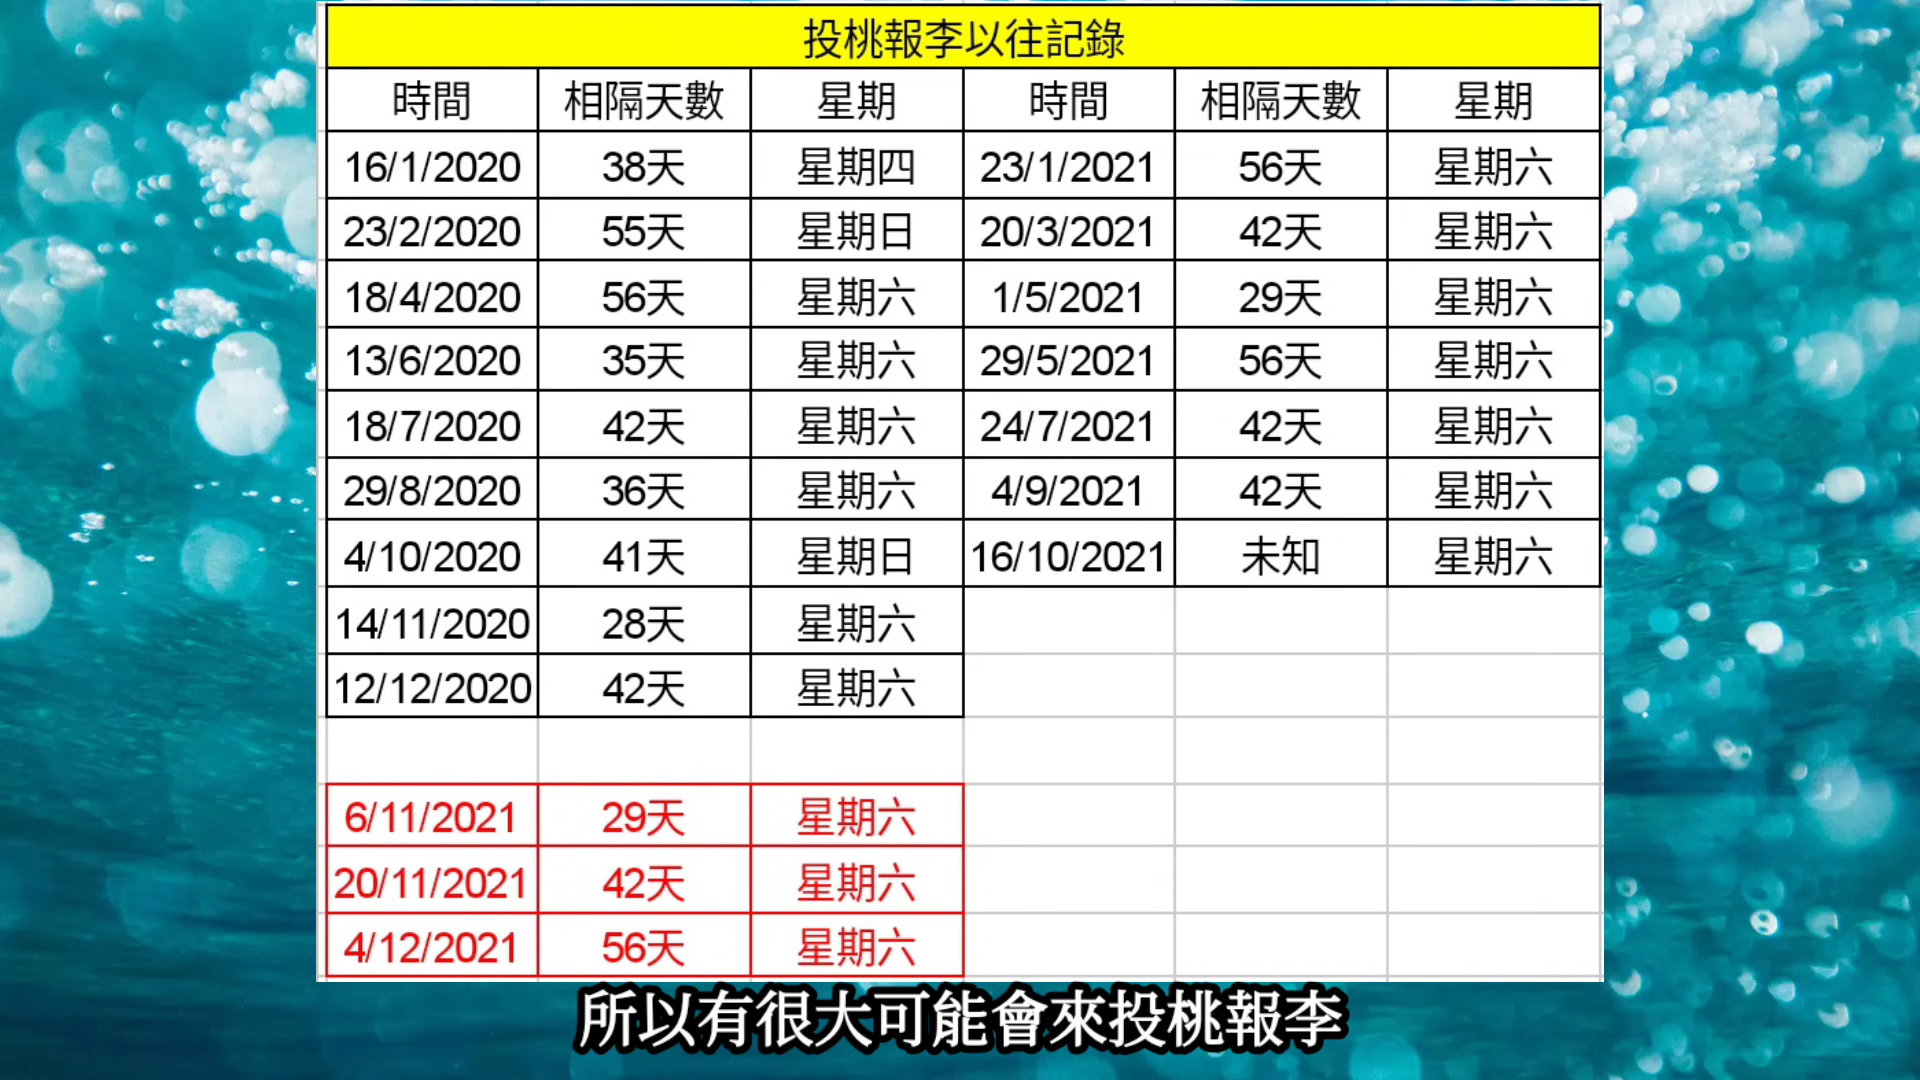 投桃報李以往記錄
時間 相隔天數 星期 時間 相隔天數 星期
16/1/2020 38天 星期四 23/1/2021 56天 星期六
23/2/2020 55天 星期日 20/3/2021 42天 星期六
18/4/2020 56天 星期六 1/5/2021 29天 星期六
13/6/2020 35天 星期六 29/5/2021 56天 星期六
18/7/2020 42天 星期六 24/7/2021 42天 星期六
29/8/2020 36天 星期六 4/9/2021 42天 星期六
4/10/2020 41天 星期日 16/10/2021 未知 星期六
14/11/2020 28天 星期六
12/12/2020 42天 星期六
6/11/2021 29天 星期六
20/11/2021 42天 星期六
4/12/2021 56天 星期六
所以有很大可能會來投桃報李